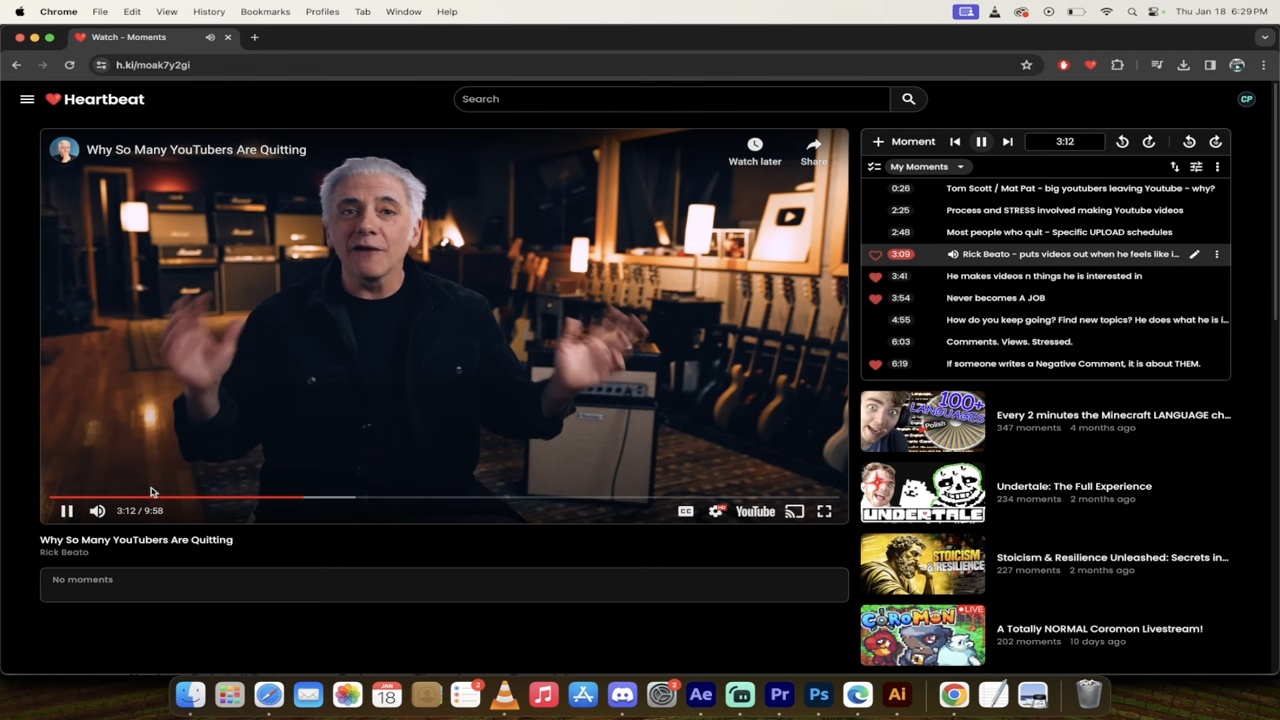 Chrome File Edit View History Bookmarks Profiles Tab Window Help Thu Jan 18 6:29 PM
Watch - Moments
h.ki/moak7y2gi
Heartbeat
Search
CP
Why So Many YouTubers Are Quitting
Watch later
Share
3:12 / 9:58
CC
HD
YouTube
Why So Many YouTubers Are Quitting
Rick Beato
No moments
+ Moment 3:12
My Moments
0:26 Tom Scott / Mat Pat - big youtubers leaving Youtube - why?
2:25 Process and STRESS involved making Youtube videos
2:48 Most people who quit - Specific UPLOAD schedules
3:09 Rick Beato - puts videos out when he feels like i...
3:41 He makes videos n things he is interested in
3:54 Never becomes A JOB
4:55 How do you keep going? Find new topics? He does what he is i...
6:03 Comments. Views. Stressed.
6:19 If someone writes a Negative Comment, it is about THEM.
100+
LANGUAGES
Polish
Every 2 minutes the Minecraft LANGUAGE ch...
347 moments 4 months ago
UNDERTALE
Undertale: The Full Experience
234 moments 2 months ago
STOICISM
& RESILIENCE
Stoicism & Resilience Unleashed: Secrets in...
227 moments 2 months ago
LIVE
COROMON
A Totally NORMAL Coromon Livestream!
202 moments 10 days ago
JAN
18
2
2
Ae
Pr
Ps
Ai